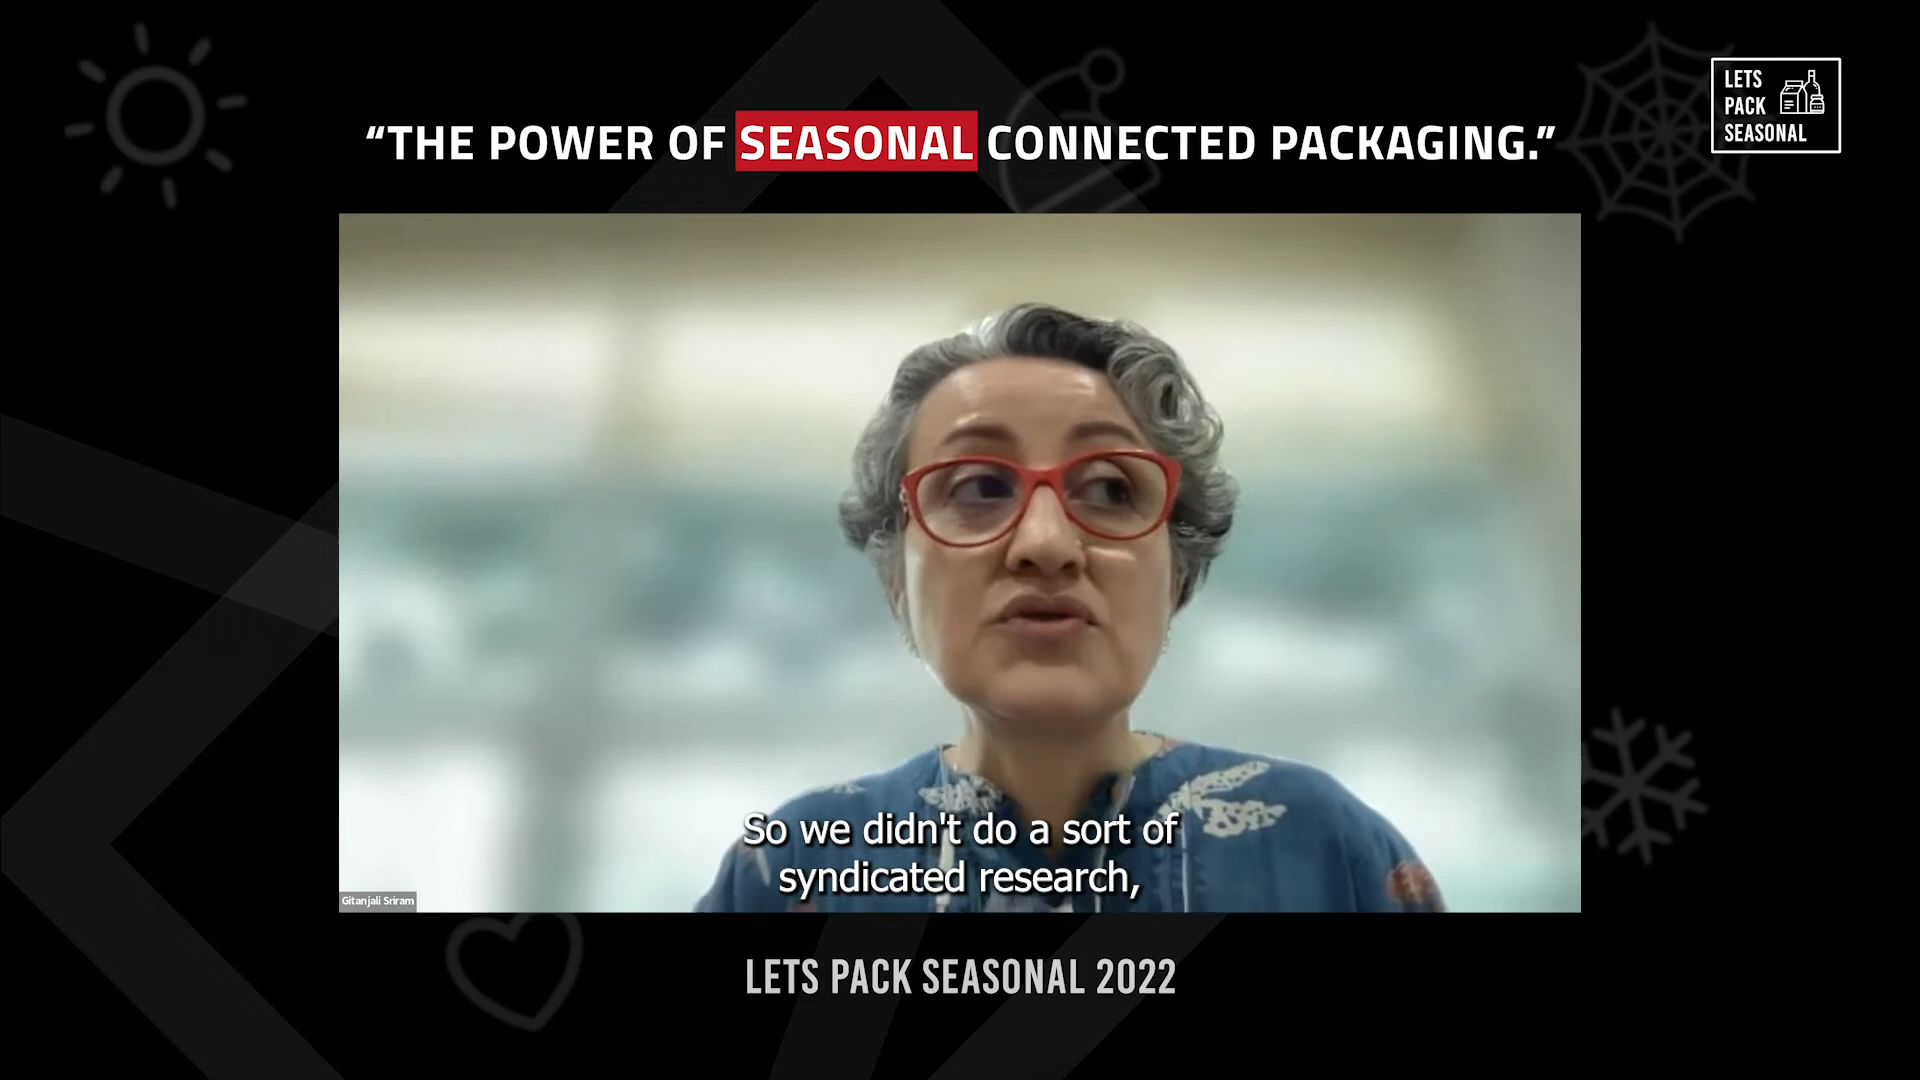 LETS
PACK
SEASONAL
“THE POWER OF SEASONAL CONNECTED PACKAGING.”
So we didn't do a sort of
syndicated research,
Gitanjali Sriram
LETS PACK SEASONAL 2022